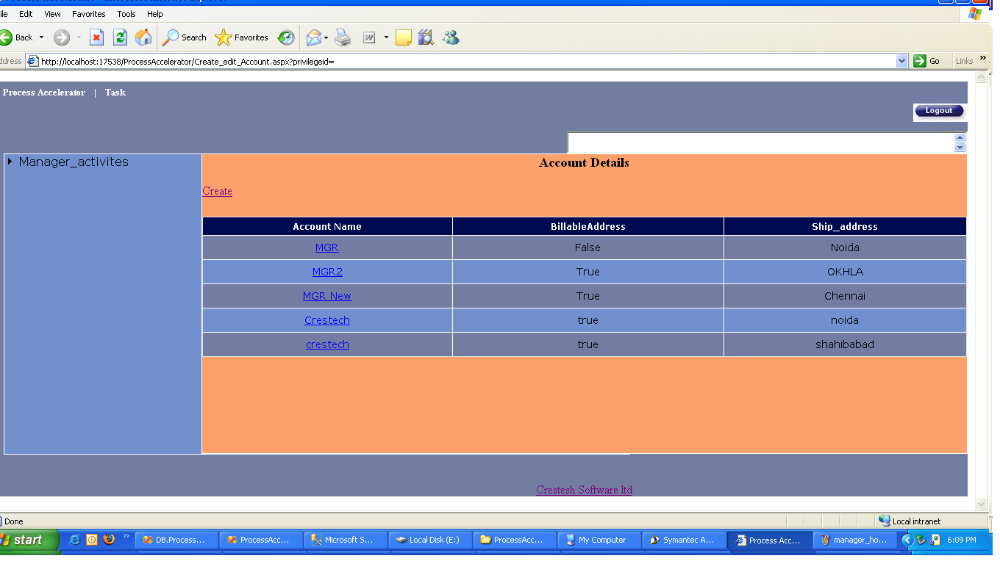 File Edit View Favorites Tools Help
Back Search Favorites
Address http://localhost:17538/ProcessAccelerator/Create_edit_Account.aspx?privilegeid= Go Links »
Process Accelerator | Task
Logout
Manager_activites
Account Details
Create
Account Name BillableAddress Ship_address
MGR False Noida
MGR2 True OKHLA
MGR New True Chennai
Crestech true noida
crestech true shahibabad
Crestesh Software ltd
Done Local intranet
start » DB.Process... ProcessAcc... Microsoft S... Local Disk (E:) ProcessAcc... My Computer Symantec A... Process Acc... manager_ho... 6:09 PM